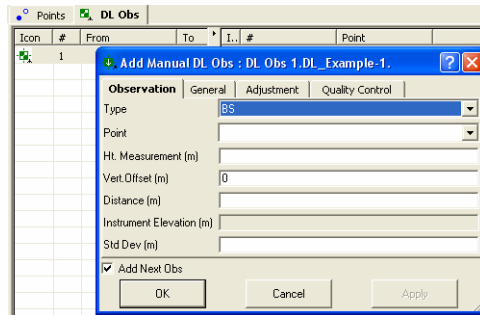 Points DL Obs
Icon # From To I.. # Point
1
Add Manual DL Obs : DL Obs 1.DL_Example-1.
Observation General Adjustment Quality Control
Type BS
Point
Ht. Measurement (m)
Vert.Offset (m) 0
Distance (m)
Instrument Elevation (m)
Std Dev (m)
Add Next Obs
OK Cancel Apply